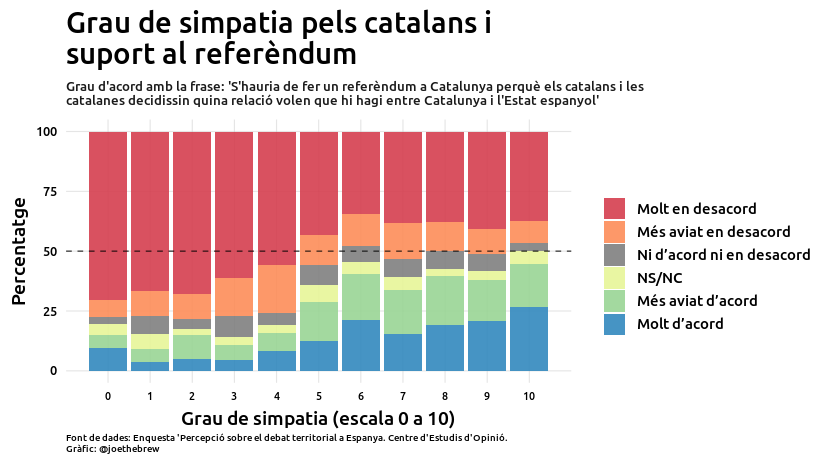 Grau de simpatia pels catalans i
suport al referèndum
Grau d'acord amb la frase: 'S'hauria de fer un referèndum a Catalunya perquè els catalans i les
catalanes decidissin quina relació volen que hi hagi entre Catalunya i l'Estat espanyol'
100
75
50
25
0
Percentatge
0 1 2 3 4 5 6 7 8 9 10
Grau de simpatia (escala 0 a 10)
Molt en desacord
Més aviat en desacord
Ni d’acord ni en desacord
NS/NC
Més aviat d’acord
Molt d’acord
Font de dades: Enquesta 'Percepció sobre el debat territorial a Espanya. Centre d'Estudis d'Opinió.
Gràfic: @joethebrew